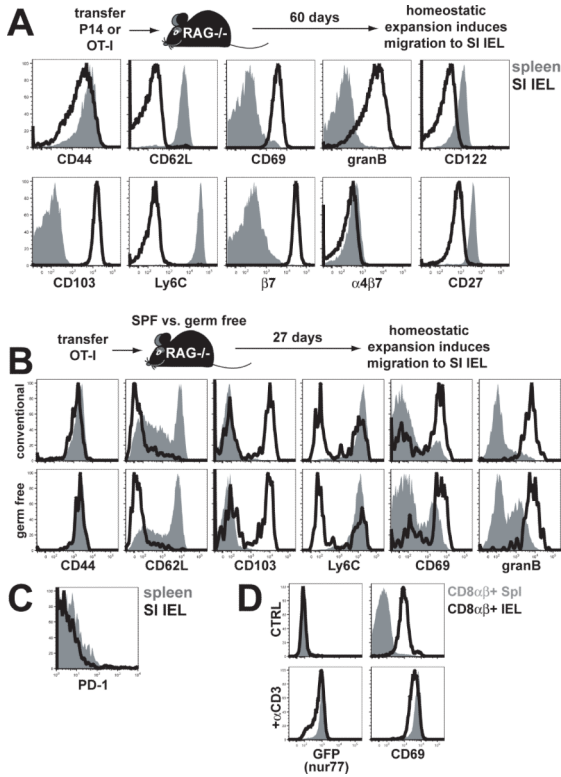 A
transfer
P14 or
OT-I
RAG-/-
60 days
homeostatic
expansion induces
migration to SI IEL
spleen
SI IEL
CD44
CD62L
CD69
granB
CD122
CD103
Ly6C
β7
α4β7
CD27
B
SPF vs. germ free
transfer
OT-I
RAG-/-
27 days
homeostatic
expansion induces
migration to SI IEL
conventional
germ free
CD44
CD62L
CD103
Ly6C
CD69
granB
C
spleen
SI IEL
PD-1
D
CD8αβ+ Spl
CD8αβ+ IEL
CTRL
+αCD3
GFP
(nur77)
CD69